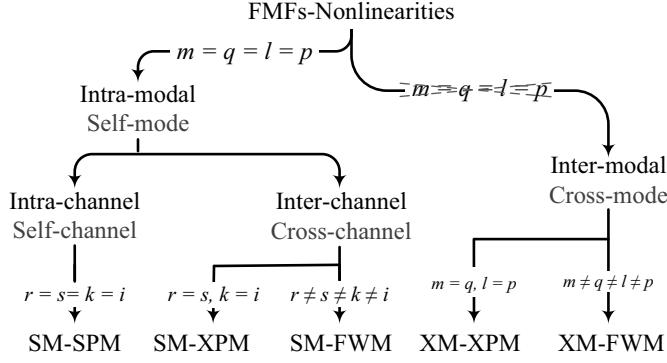 FMFs-Nonlinearities
m = q = l = p
m = q = l = p
Intra-modal
Self-mode
Inter-modal
Cross-mode
Intra-channel
Self-channel
Inter-channel
Cross-channel
r = s= k = i
r = s, k = i
r ≠ s ≠ k ≠ i
m = q, l = p
m ≠ q ≠ l ≠ p
SM-SPM
SM-XPM
SM-FWM
XM-XPM
XM-FWM